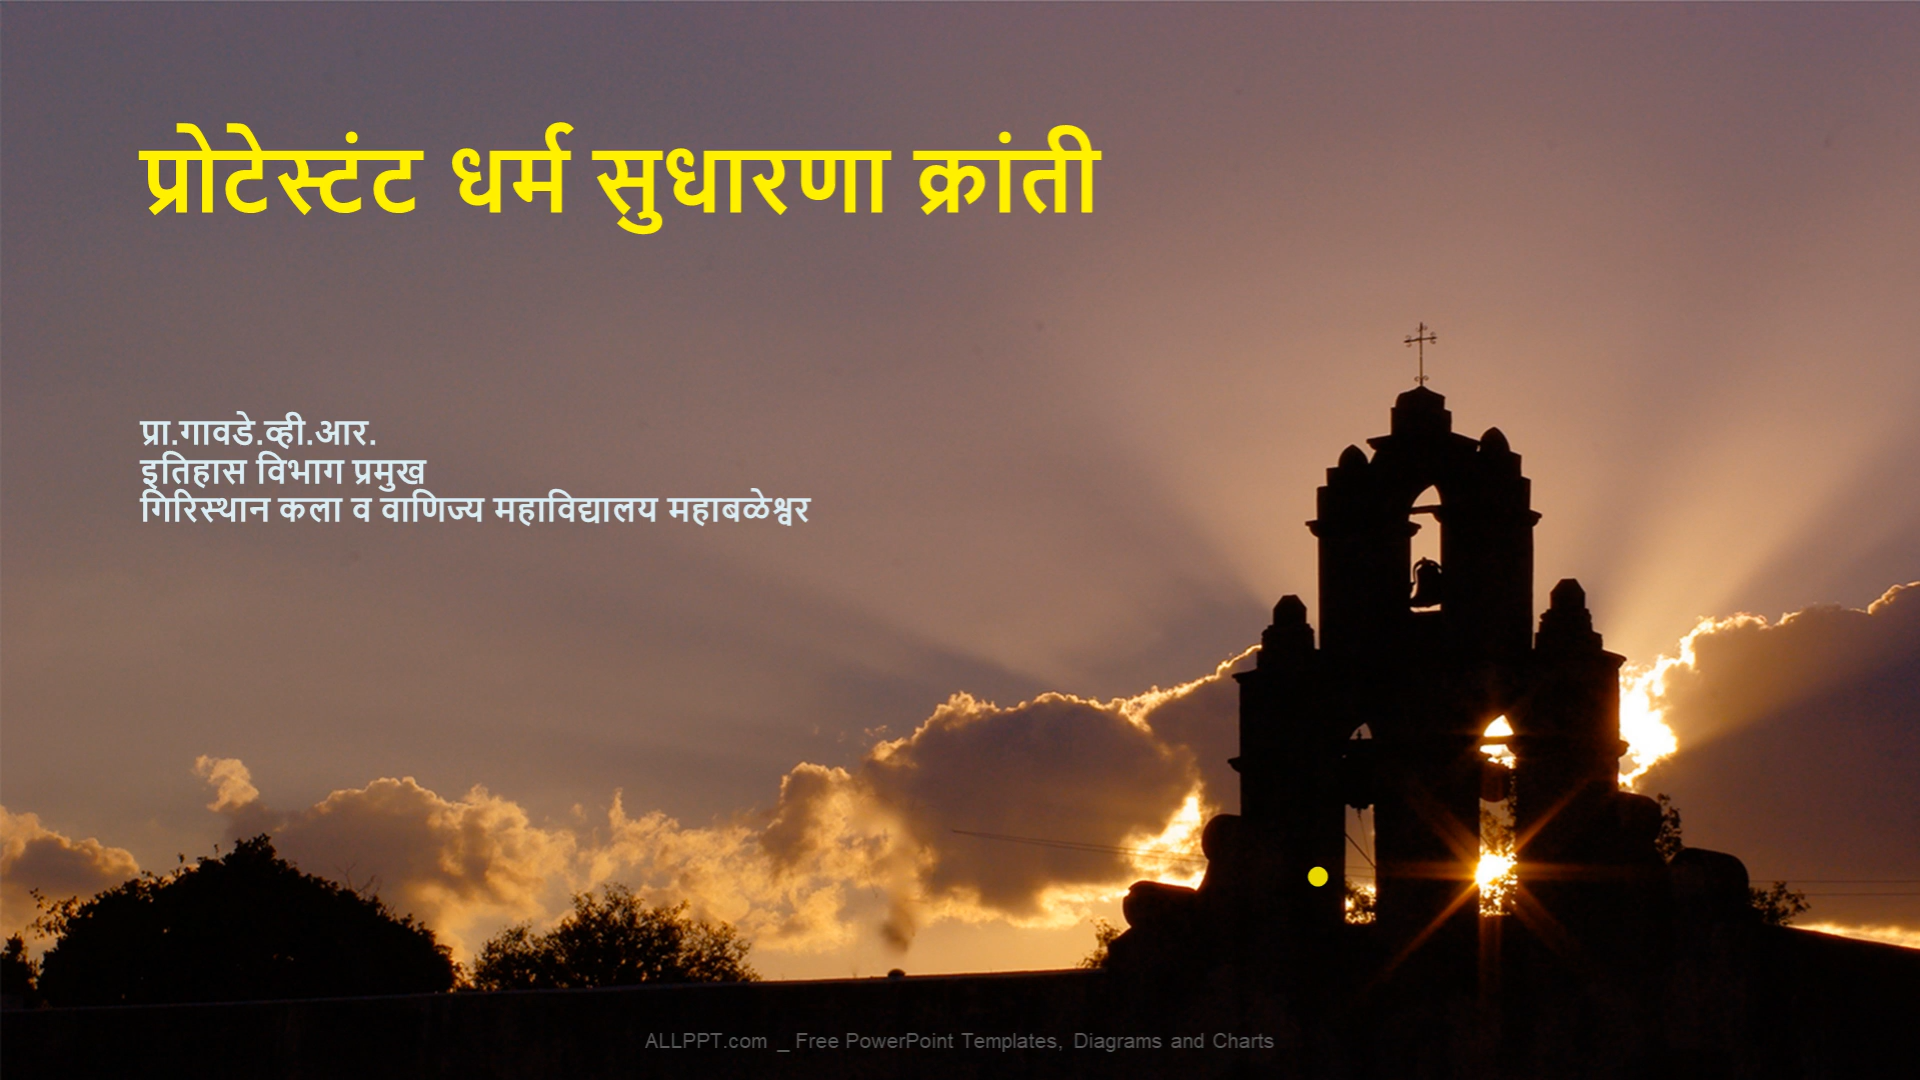 प्रोटेस्टंट धर्म सुधारणा क्रांती
प्रा.गावडे.व्ही.आर.
इतिहास विभाग प्रमुख
गिरिस्थान कला व वाणिज्य महाविद्यालय महाबळेश्वर
ALLPPT.com _ Free PowerPoint Templates, Diagrams and Charts